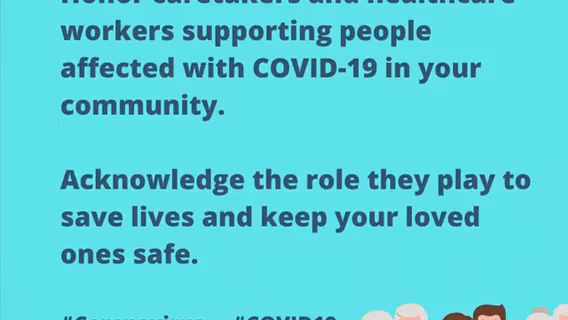 Honor caretakers and healthcare
workers supporting people
affected with COVID-19 in your
community.
Acknowledge the role they play to
save lives and keep your loved
ones safe.
#Coronavirus #COVID19